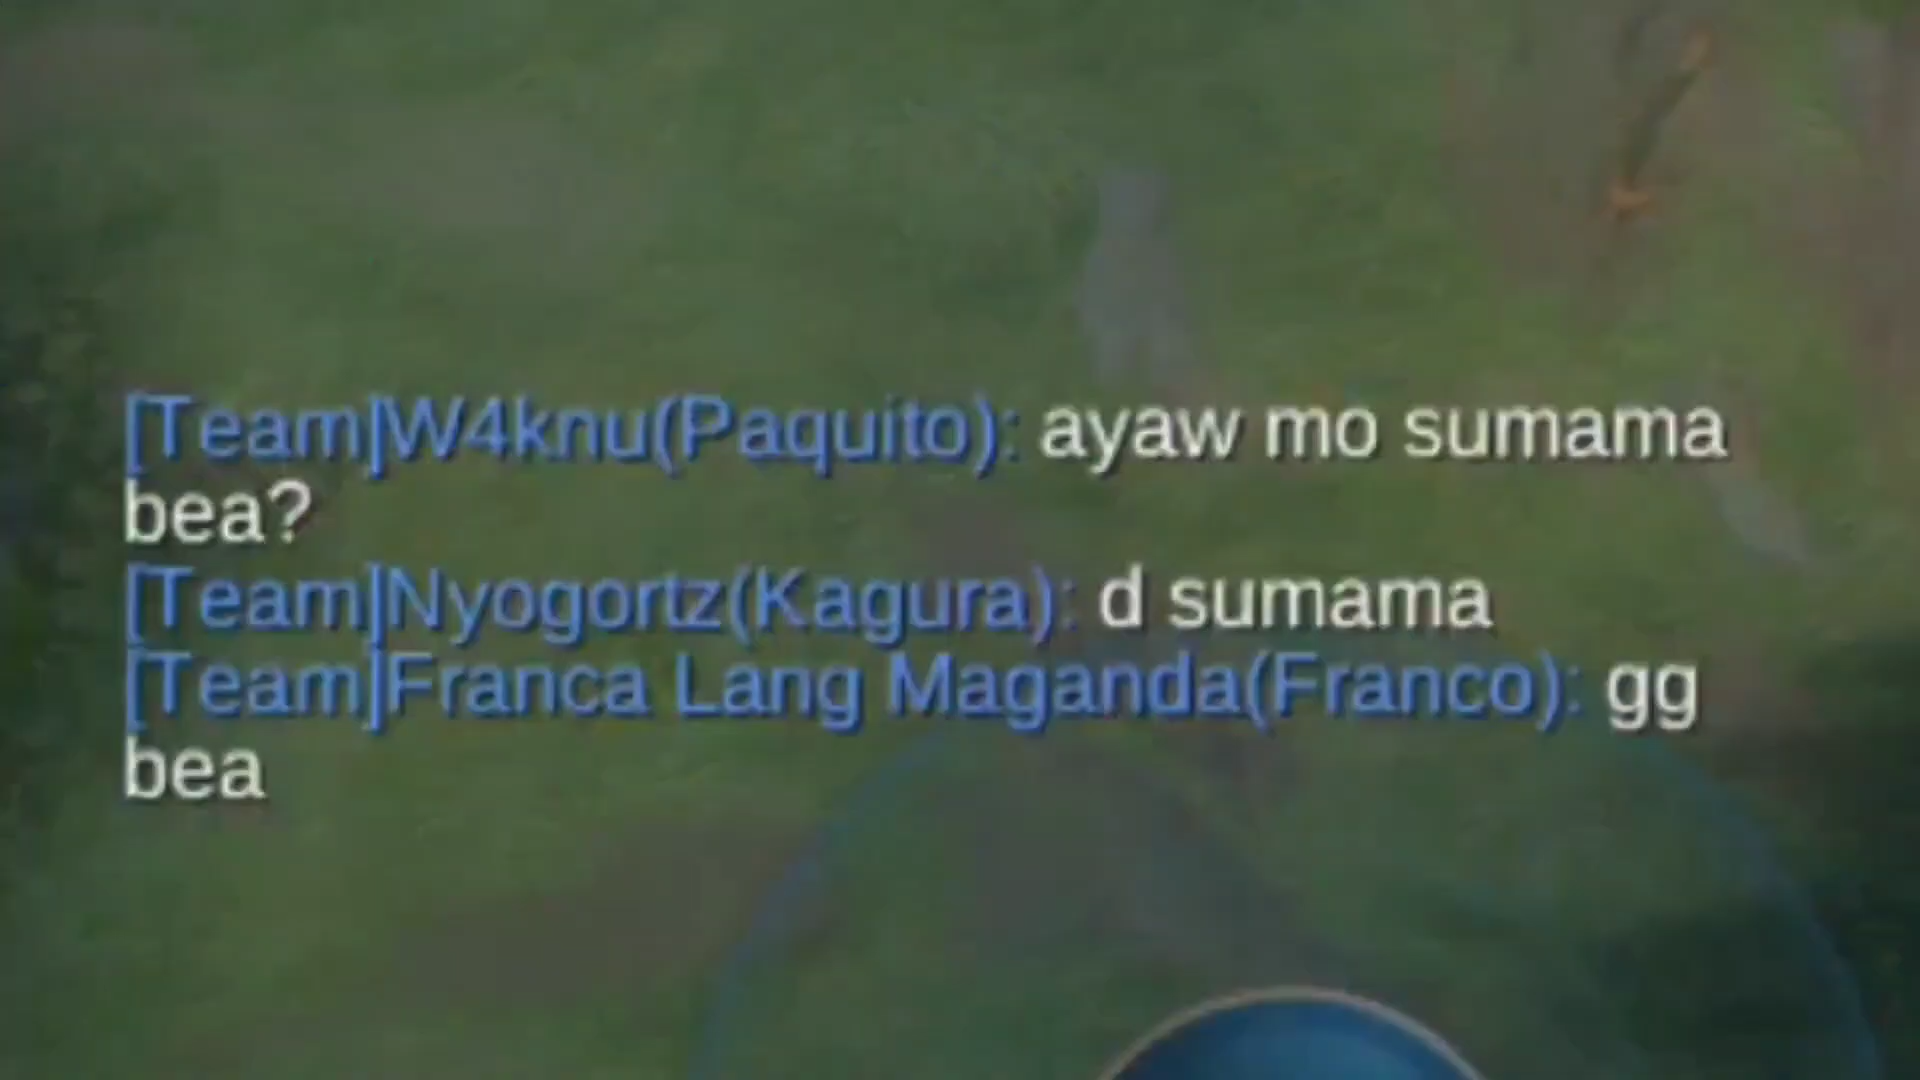 [Team]W4knu(Paquito): ayaw mo sumama
bea?
[Team]Nyogortz(Kagura): d sumama
[Team]Franca Lang Maganda(Franco): gg
bea